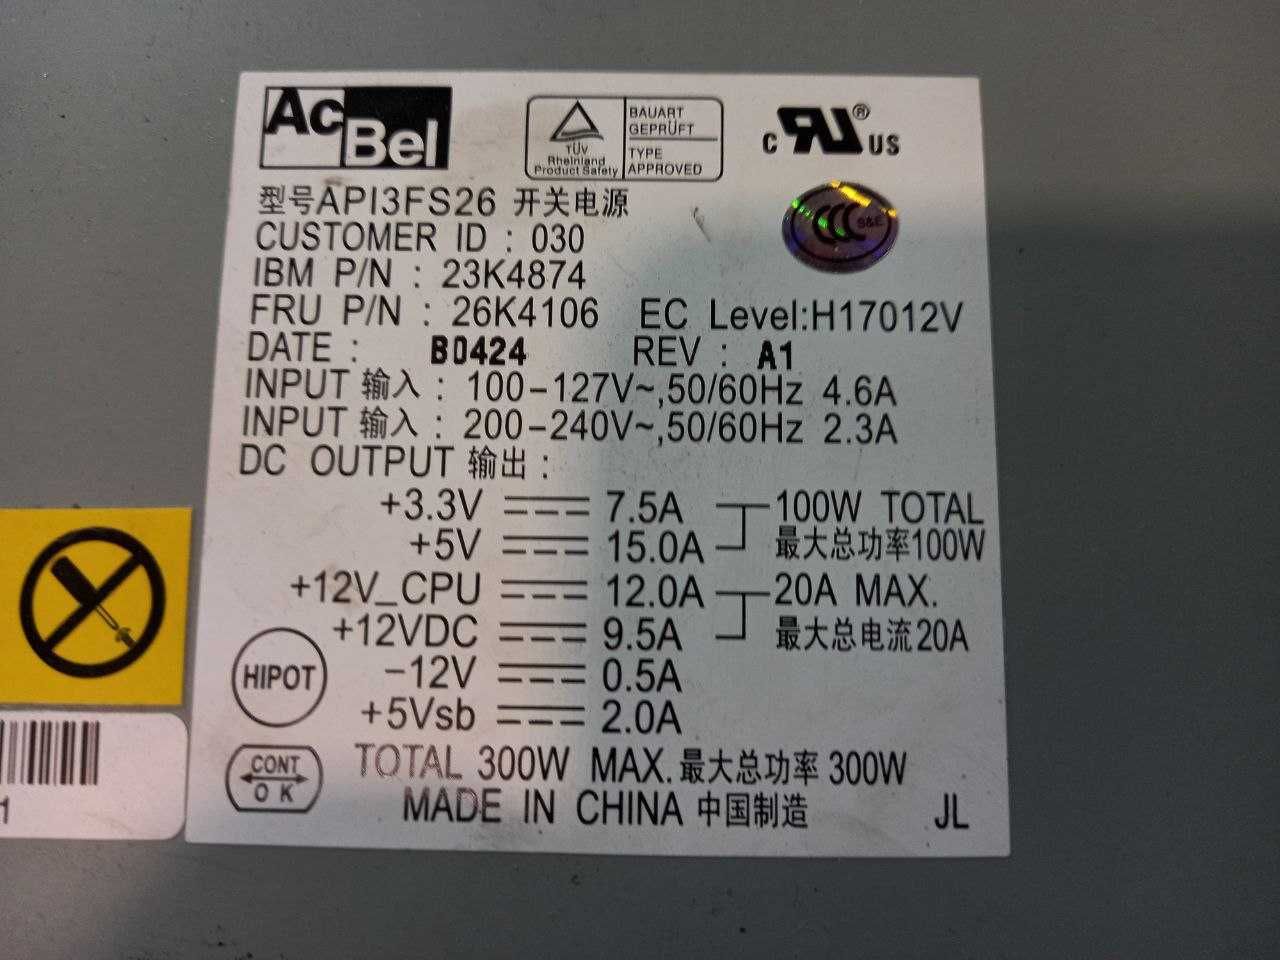 AcBel
TÜV
Rheinland
Product Safety
BAUART
GEPRÜFT
TYPE
APPROVED
C RU ® US
CCC S&E
型号API3FS26 开关电源
CUSTOMER ID : 030
IBM P/N : 23K4874
FRU P/N : 26K4106 EC Level:H17012V
DATE : B0424 REV : A1
INPUT 输入 : 100-127V~,50/60Hz 4.6A
INPUT 输入 : 200-240V~,50/60Hz 2.3A
DC OUTPUT 输出 :
+3.3V 7.5A 100W TOTAL
+5V 15.0A 最大总功率100W
+12V_CPU 12.0A 20A MAX.
+12VDC 9.5A 最大总电流20A
-12V 0.5A
+5Vsb 2.0A
HIPOT
CONT
OK
TOTAL 300W MAX.最大总功率 300W
MADE IN CHINA 中国制造 JL
1